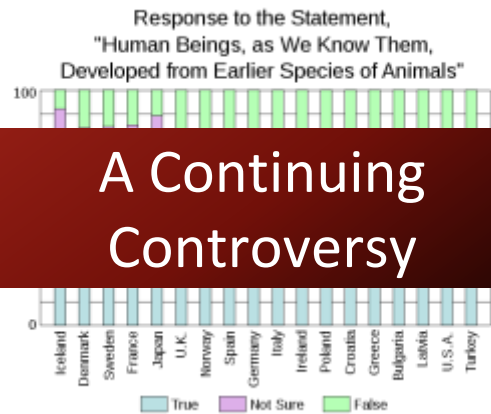 Response to the Statement,
"Human Beings, as We Know Them,
Developed from Earlier Species of Animals"
100
A Continuing
Controversy
0
Iceland
Denmark
Sweden
France
Japan
U.K.
Norway
Spain
Germany
Italy
Ireland
Poland
Croatia
Greece
Bulgaria
Latvia
U.S.A.
Turkey
True
Not Sure
False